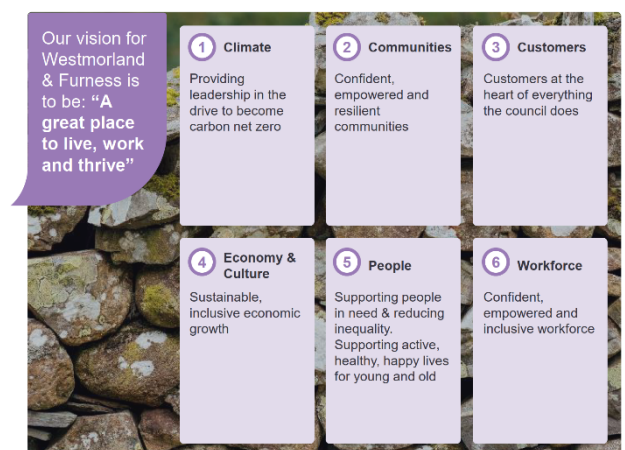 Our vision for
Westmorland
& Furness is
to be: “A
great place
to live, work
and thrive”
1 Climate
Providing
leadership in the
drive to become
carbon net zero
2 Communities
Confident,
empowered and
resilient
communities
3 Customers
Customers at the
heart of everything
the council does
4 Economy &
Culture
Sustainable,
inclusive economic
growth
5 People
Supporting people
in need & reducing
inequality.
Supporting active,
healthy, happy lives
for young and old
6 Workforce
Confident,
empowered and
inclusive workforce